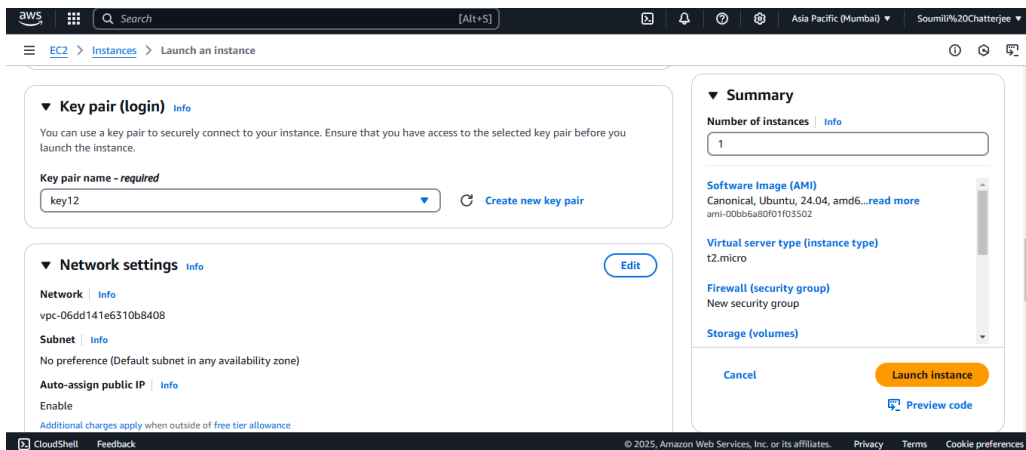 aws
Search
[Alt+S]
Asia Pacific (Mumbai) ▼
Soumili%20Chatterjee ▼
EC2 > Instances > Launch an instance
▼ Key pair (login) Info
You can use a key pair to securely connect to your instance. Ensure that you have access to the selected key pair before you
launch the instance.
Key pair name - required
key12
Create new key pair
▼ Network settings Info
Edit
Network | Info
vpc-06dd141e6310b8408
Subnet | Info
No preference (Default subnet in any availability zone)
Auto-assign public IP | Info
Enable
Additional charges apply when outside of free tier allowance
▼ Summary
Number of instances | Info
1
Software Image (AMI)
Canonical, Ubuntu, 24.04, amd6...read more
ami-00bb6a80f01f03502
Virtual server type (instance type)
t2.micro
Firewall (security group)
New security group
Storage (volumes)
Cancel
Launch instance
Preview code
CloudShell Feedback
© 2025, Amazon Web Services, Inc. or its affiliates. Privacy Terms Cookie preferences